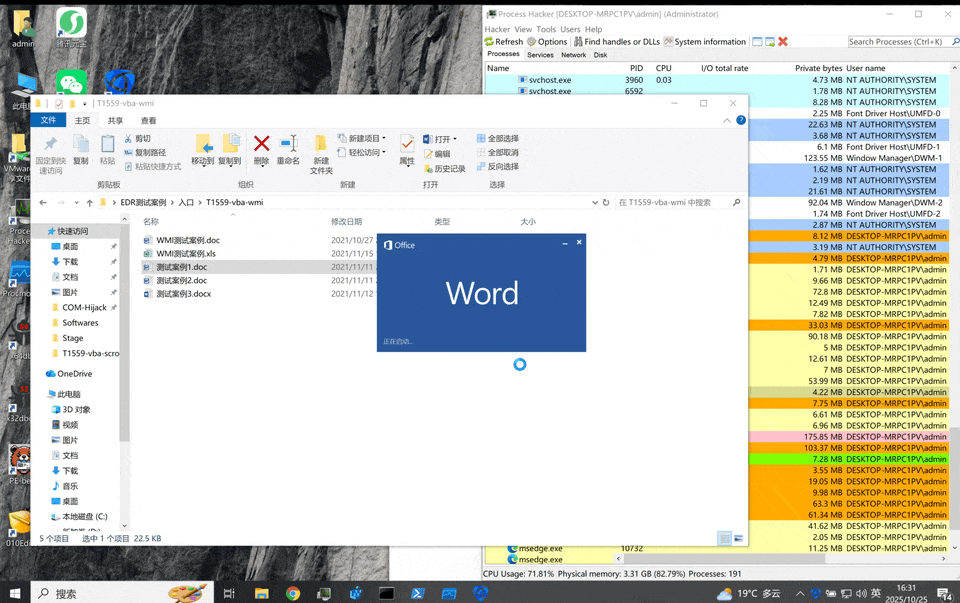 admin
腾讯元宝
此电脑
VMware
Process
Hacker
Procmon
x64db
x32db
PE-be
010Edi
Process Hacker [DESKTOP-MRPC1PV\admin] (Administrator)
Hacker View Tools Users Help
Refresh Options Find handles or DLLs System information Search Processes (Ctrl+K)
Processes Services Network Disk
Name PID CPU I/O total rate Private bytes User name
svchost.exe 3960 0.03 4.73 MB NT AUTHORITY\SYSTEM
svchost.exe 6592 1.78 MB NT AUTHORITY\SYSTEM
8.28 MB NT AUTHORITY\SYSTEM
2.25 MB Font Driver Host\UMFD-0
22.63 MB NT AUTHORITY\SYSTEM
3.68 MB NT AUTHORITY\SYSTEM
6.1 MB Font Driver Host\UMFD-1
123.55 MB Window Manager\DWM-1
1.62 MB NT AUTHORITY\SYSTEM
2.19 MB NT AUTHORITY\SYSTEM
21.61 MB NT AUTHORITY\SYSTEM
92.04 MB Window Manager\DWM-2
1.74 MB Font Driver Host\UMFD-2
2.87 MB NT AUTHORITY\SYSTEM
8.12 MB DESKTOP-MRPC1PV\admin
3.19 MB NT AUTHORITY\SYSTEM
4.79 MB DESKTOP-MRPC1PV\admin
1.71 MB DESKTOP-MRPC1PV\admin
9.66 MB DESKTOP-MRPC1PV\admin
72.8 MB DESKTOP-MRPC1PV\admin
12.49 MB DESKTOP-MRPC1PV\admin
7.82 MB DESKTOP-MRPC1PV\admin
33.03 MB DESKTOP-MRPC1PV\admin
90.18 MB DESKTOP-MRPC1PV\admin
5 MB DESKTOP-MRPC1PV\admin
12.61 MB DESKTOP-MRPC1PV\admin
7 MB DESKTOP-MRPC1PV\admin
53.99 MB DESKTOP-MRPC1PV\admin
4.22 MB DESKTOP-MRPC1PV\admin
7.75 MB DESKTOP-MRPC1PV\admin
6.61 MB DESKTOP-MRPC1PV\admin
6.96 MB DESKTOP-MRPC1PV\admin
175.85 MB DESKTOP-MRPC1PV\admin
103.37 MB DESKTOP-MRPC1PV\admin
7.28 MB DESKTOP-MRPC1PV\admin
3.55 MB DESKTOP-MRPC1PV\admin
19.05 MB DESKTOP-MRPC1PV\admin
9.98 MB DESKTOP-MRPC1PV\admin
63.3 MB DESKTOP-MRPC1PV\admin
61.34 MB DESKTOP-MRPC1PV\admin
41.62 MB DESKTOP-MRPC1PV\admin
2.05 MB DESKTOP-MRPC1PV\admin
msedge.exe 10732 11.25 MB DESKTOP-MRPC1PV\admin
msedge.exe
CPU Usage: 71.81% Physical memory: 3.31 GB (82.79%) Processes: 191
T1559-vba-wmi
文件 主页 共享 查看
固定到快速访问
复制
粘贴
剪切
复制路径
粘贴快捷方式
剪贴板
移动到
复制到
删除
重命名
组织
新建
文件夹
新建项目
轻松访问
新建
属性
打开
编辑
历史记录
打开
全部选择
全部取消
反向选择
选择
EDR测试案例 > 入口 > T1559-vba-wmi
在 T1559-vba-wmi 中搜索
快速访问
桌面
下载
文档
图片
COM-Hijack
Softwares
Stage
T1559-vba-scro
OneDrive
此电脑
3D 对象
视频
图片
文档
下载
音乐
桌面
本地磁盘 (C:)
名称 修改日期 类型 大小
WMI测试案例.doc 2021/10/27
WMI测试案例.xls 2021/11/15
测试案例1.doc 2021/11/11
测试案例2.doc 2021/11/11
测试案例3.docx 2021/11/12
Office
Word
正在启动...
5 个项目 选中 1 个项目 22.5 KB
搜索
19°C 多云
英
16:31
2025/10/25
14